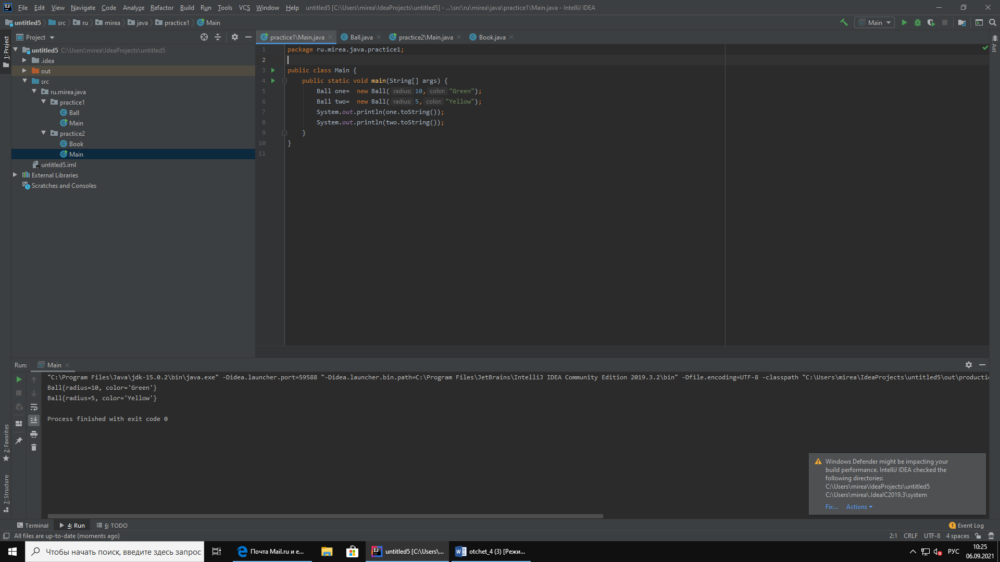 File Edit View Navigate Code Analyze Refactor Build Run Tools VCS Window Help untitled5 [C:\Users\mirea\IdeaProjects\untitled5] - ...\src\ru\mirea\java\practice1\Main.java - IntelliJ IDEA
untitled5 src ru mirea java practice1 Main
Main
Project
practice1\Main.java Ball.java practice2\Main.java Book.java
1: Project
Ant
untitled5 C:\Users\mirea\IdeaProjects\untitled5
.idea
out
src
ru.mirea.java
practice1
Ball
Main
practice2
Book
Main
untitled5.iml
External Libraries
Scratches and Consoles
1 package ru.mirea.java.practice1;
2
3 public class Main {
4 public static void main(String[] args) {
5 Ball one= new Ball( radius: 10, color: "Green");
6 Ball two= new Ball( radius: 5, color: "Yellow");
7 System.out.println(one.toString());
8 System.out.println(two.toString());
9 }
10 }
11
Run: Main
"C:\Program Files\Java\jdk-15.0.2\bin\java.exe" -Didea.launcher.port=59588 "-Didea.launcher.bin.path=C:\Program Files\JetBrains\IntelliJ IDEA Community Edition 2019.3.2\bin" -Dfile.encoding=UTF-8 -classpath "C:\Users\mirea\IdeaProjects\untitled5\out\productio
Ball{radius=10, color='Green'}
Ball{radius=5, color='Yellow'}
Process finished with exit code 0
2: Favorites
7: Structure
Windows Defender might be impacting your
build performance. IntelliJ IDEA checked the
following directories:
C:\Users\mirea\IdeaProjects\untitled5
C:\Users\mirea\.IdeaIC2019.3\system
Fix... Actions
Terminal 4: Run 6: TODO
1 Event Log
All files are up-to-date (moments ago)
2:1 CRLF UTF-8 4 spaces
Чтобы начать поиск, введите здесь запрос
Почта Mail.ru и е...
untitled5 [C:\Users\...
otchet_4 (3) [Режи...
РУС
10:25
06.09.2021